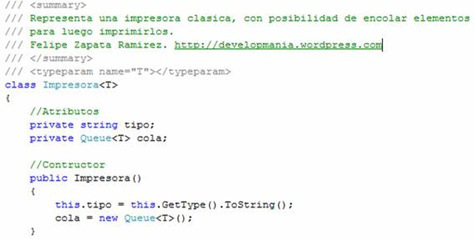 /// <summary>
/// Representa una impresora clasica, con posibilidad de encolar elementos
/// para luego imprimirlos.
/// Felipe Zapata Ramirez. http://developmania.wordpress.com
/// </summary>
/// <typeparam name="T"></typeparam>
class Impresora<T>
{
//Atributos
private string tipo;
private Queue<T> cola;
//Contructor
public Impresora()
{
this.tipo = this.GetType().ToString();
cola = new Queue<T>();
}